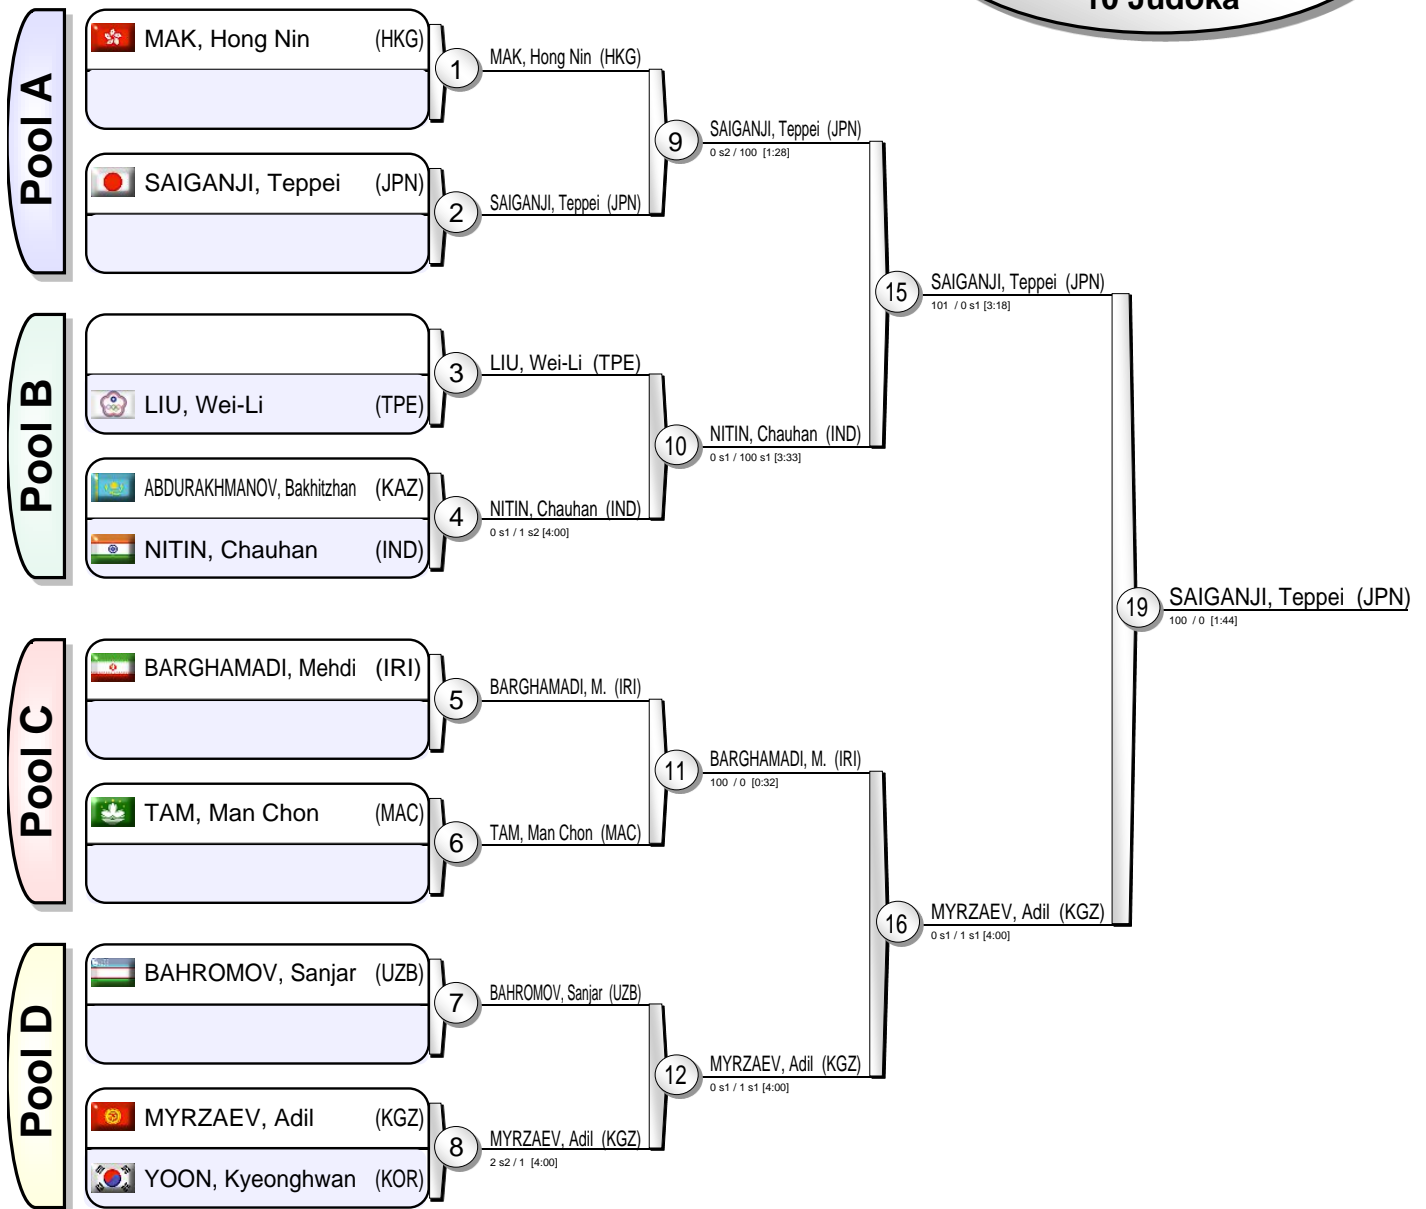 10 Judoka
Pool A
MAK, Hong Nin (HKG)
1
MAK, Hong Nin (HKG)
SAIGANJI, Teppei (JPN)
2
SAIGANJI, Teppei (JPN)
9
SAIGANJI, Teppei (JPN)
0 s2 / 100 [1:28]
Pool B
LIU, Wei-Li (TPE)
3
LIU, Wei-Li (TPE)
ABDURAKHMANOV, Bakhitzhan (KAZ)
NITIN, Chauhan (IND)
4
NITIN, Chauhan (IND)
0 s1 / 1 s2 [4:00]
10
NITIN, Chauhan (IND)
0 s1 / 100 s1 [3:33]
15
SAIGANJI, Teppei (JPN)
101 / 0 s1 [3:18]
Pool C
BARGHAMADI, Mehdi (IRI)
5
BARGHAMADI, M. (IRI)
TAM, Man Chon (MAC)
6
TAM, Man Chon (MAC)
11
BARGHAMADI, M. (IRI)
100 / 0 [0:32]
Pool D
BAHROMOV, Sanjar (UZB)
7
BAHROMOV, Sanjar (UZB)
MYRZAEV, Adil (KGZ)
YOON, Kyeonghwan (KOR)
8
MYRZAEV, Adil (KGZ)
2 s2 / 1 [4:00]
12
MYRZAEV, Adil (KGZ)
0 s1 / 1 s1 [4:00]
16
MYRZAEV, Adil (KGZ)
0 s1 / 1 s1 [4:00]
19
SAIGANJI, Teppei (JPN)
100 / 0 [1:44]